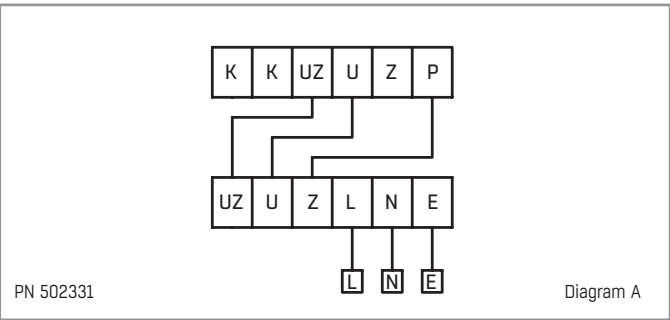 K K UZ U Z P
UZ U Z L N E
L N E
PN 502331
Diagram A